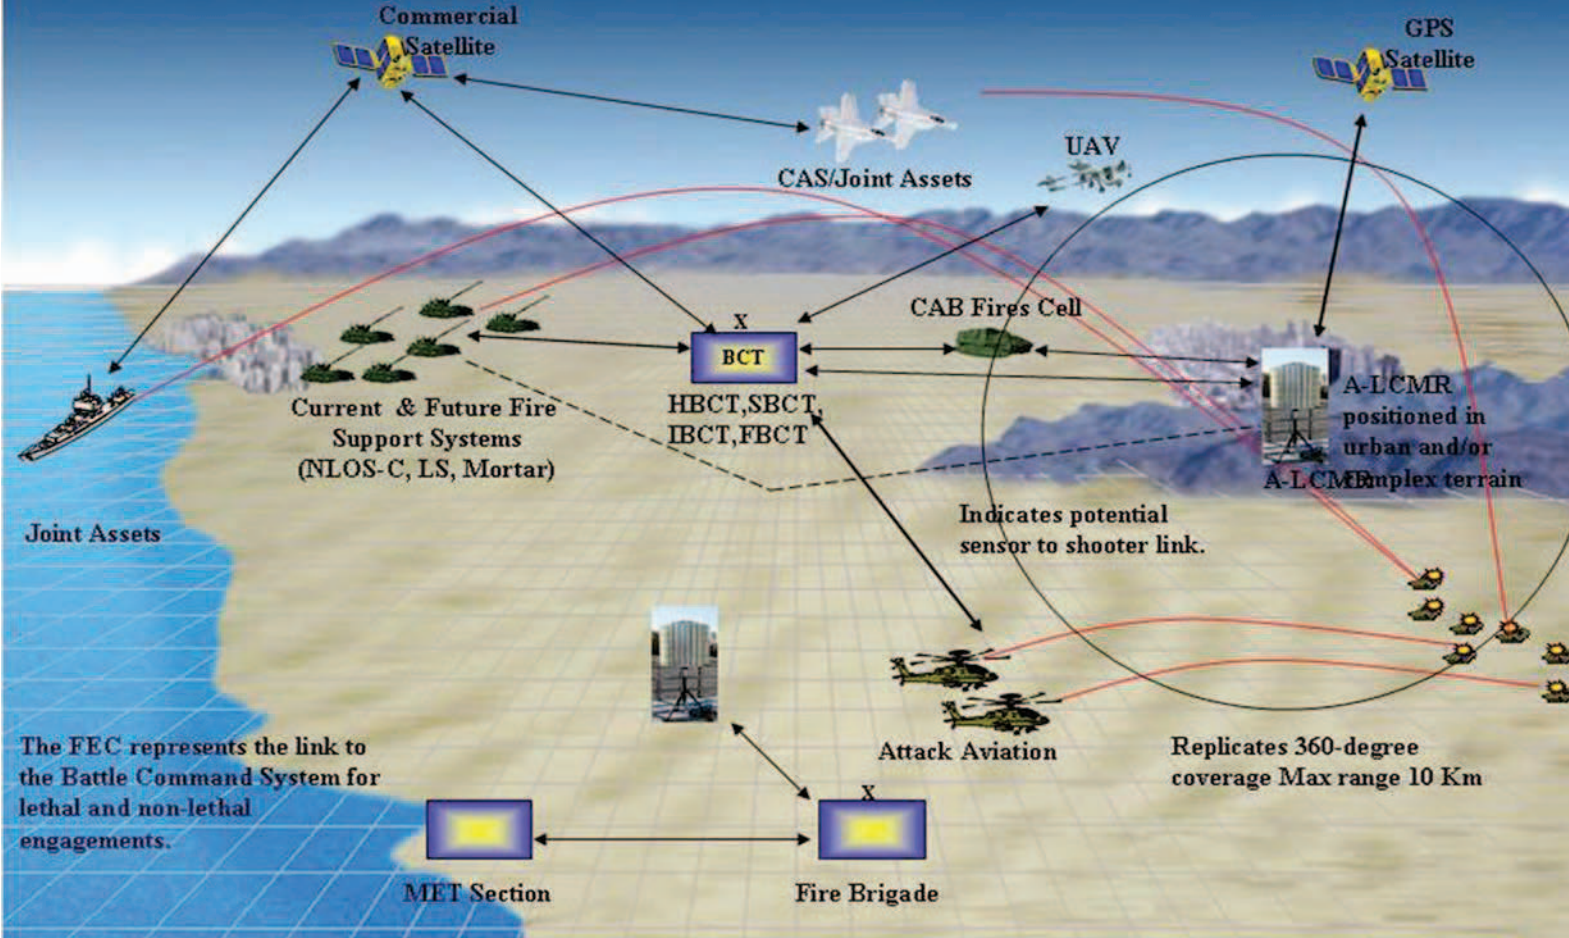 Commercial
Satellite
GPS
Satellite
UAV
CAS/Joint Assets
CAB Fires Cell
X
BCT
HBCT,SBCT,
IBCT,FBCT
Current & Future Fire
Support Systems
(NLOS-C, LS, Mortar)
A-LCMR
positioned in
urban and/or
complex terrain
A-LCMR
Indicates potential
sensor to shooter link.
Joint Assets
The FEC represents the link to
the Battle Command System for
lethal and non-lethal
engagements.
Attack Aviation
Replicates 360-degree
coverage Max range 10 Km
X
MET Section
Fire Brigade